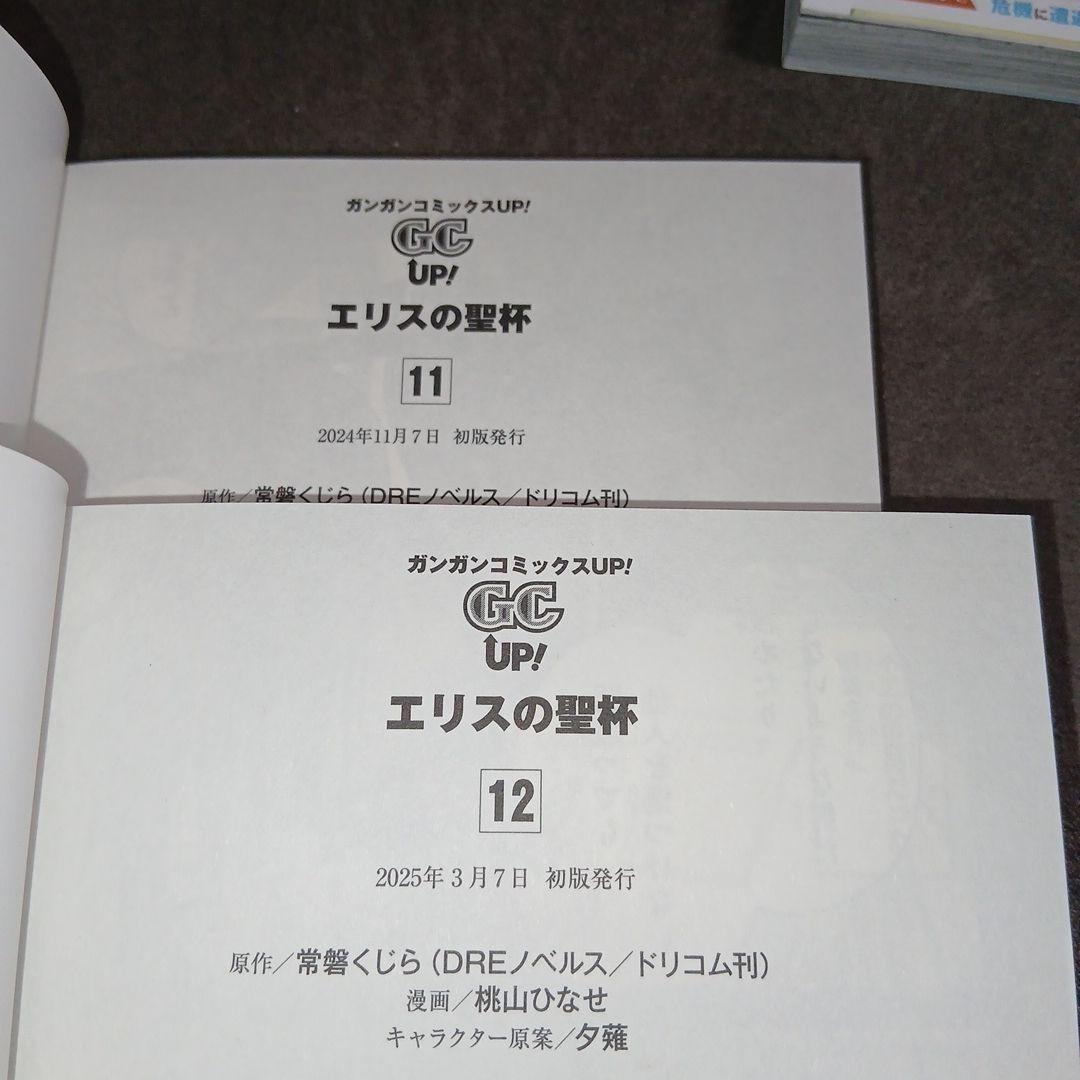 危機に遭遇
ガンガンコミックスUP!
GC
UP!
エリスの聖杯
11
2024年11月7日 初版発行
原作／常磐くじら（DREノベルス／ドリコム刊）
ガンガンコミックスUP!
GC
UP!
エリスの聖杯
12
2025年3月7日 初版発行
原作／常磐くじら（DREノベルス／ドリコム刊）
漫画／桃山ひなせ
キャラクター原案／夕薙